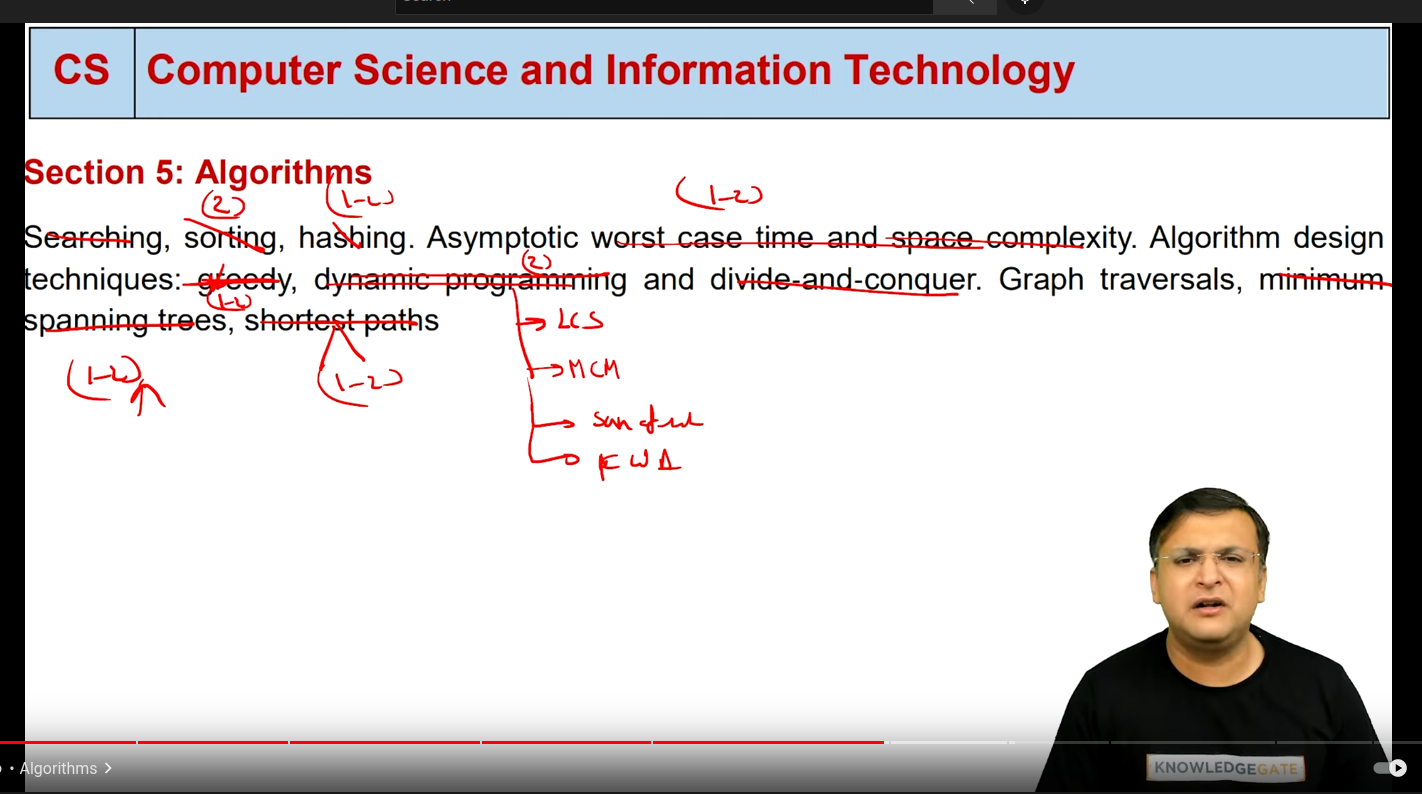 Search
CS Computer Science and Information Technology
Section 5: Algorithms
(2) (1-2) (1-2)
Searching, sorting, hashing. Asymptotic worst case time and space complexity. Algorithm design
techniques: greedy, dynamic programming and divide-and-conquer. Graph traversals, minimum
(2)
(1-2)
spanning trees, shortest paths
LCS
(1-2) (1-2)
MCM
sum of
FWA
KNOWLEDGEGATE
• Algorithms